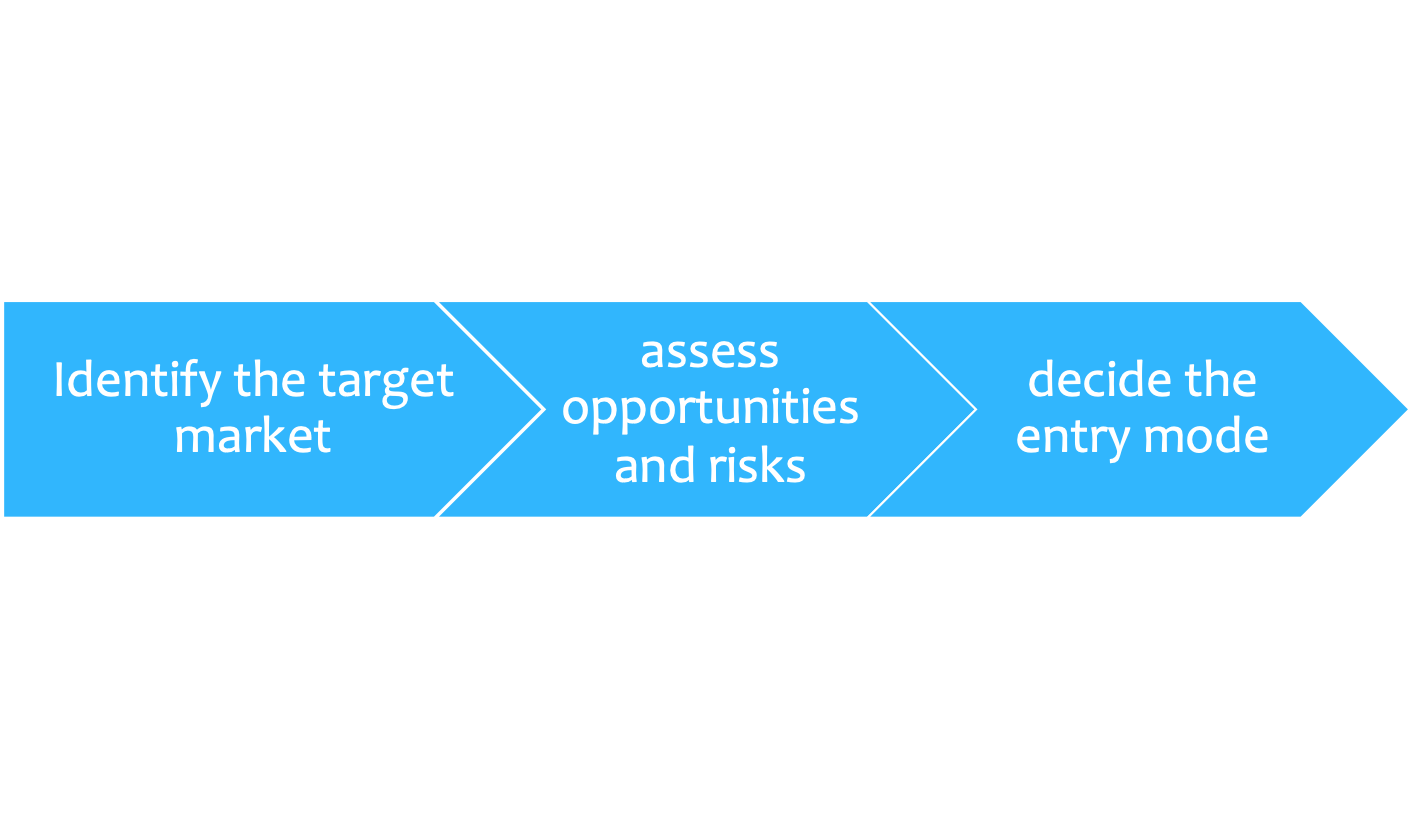 Identify the target
market
assess
opportunities
and risks
decide the
entry mode